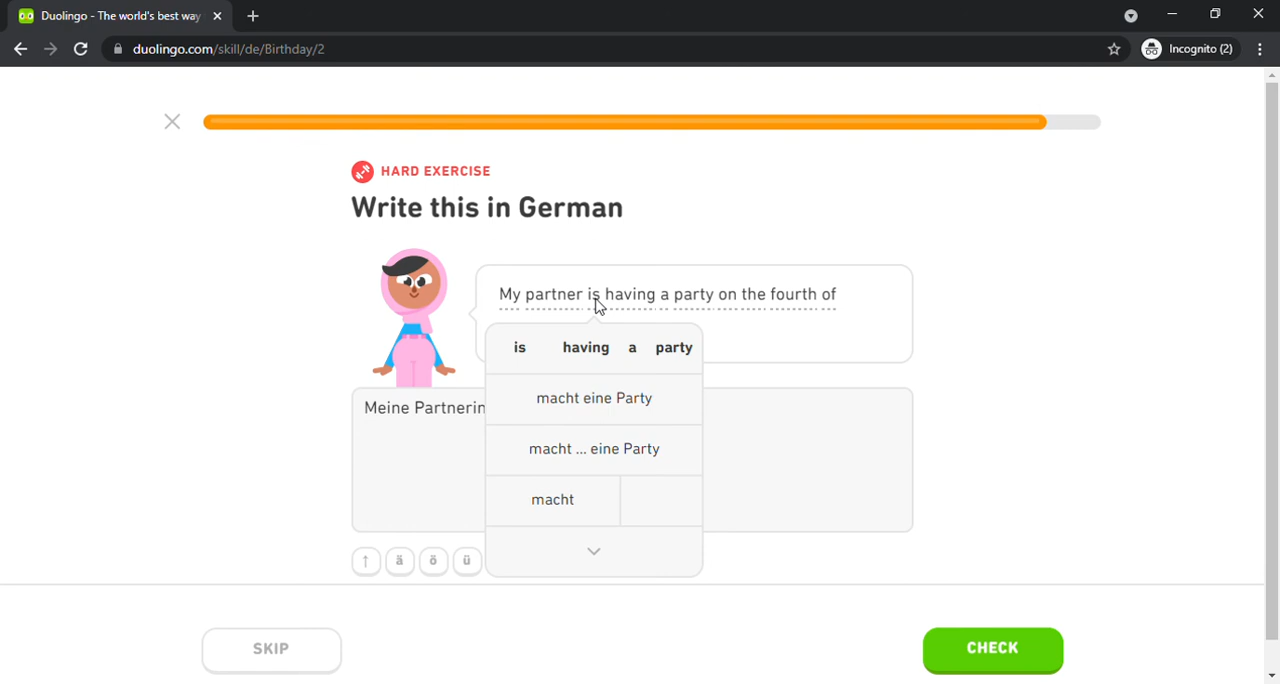 Duolingo - The world's best way
duolingo.com/skill/de/Birthday/2
Incognito (2)
HARD EXERCISE
Write this in German
My partner is having a party on the fourth of
is having a party
macht eine Party
macht ... eine Party
macht
Meine Partnerin
↑ ä ö ü
SKIP
CHECK